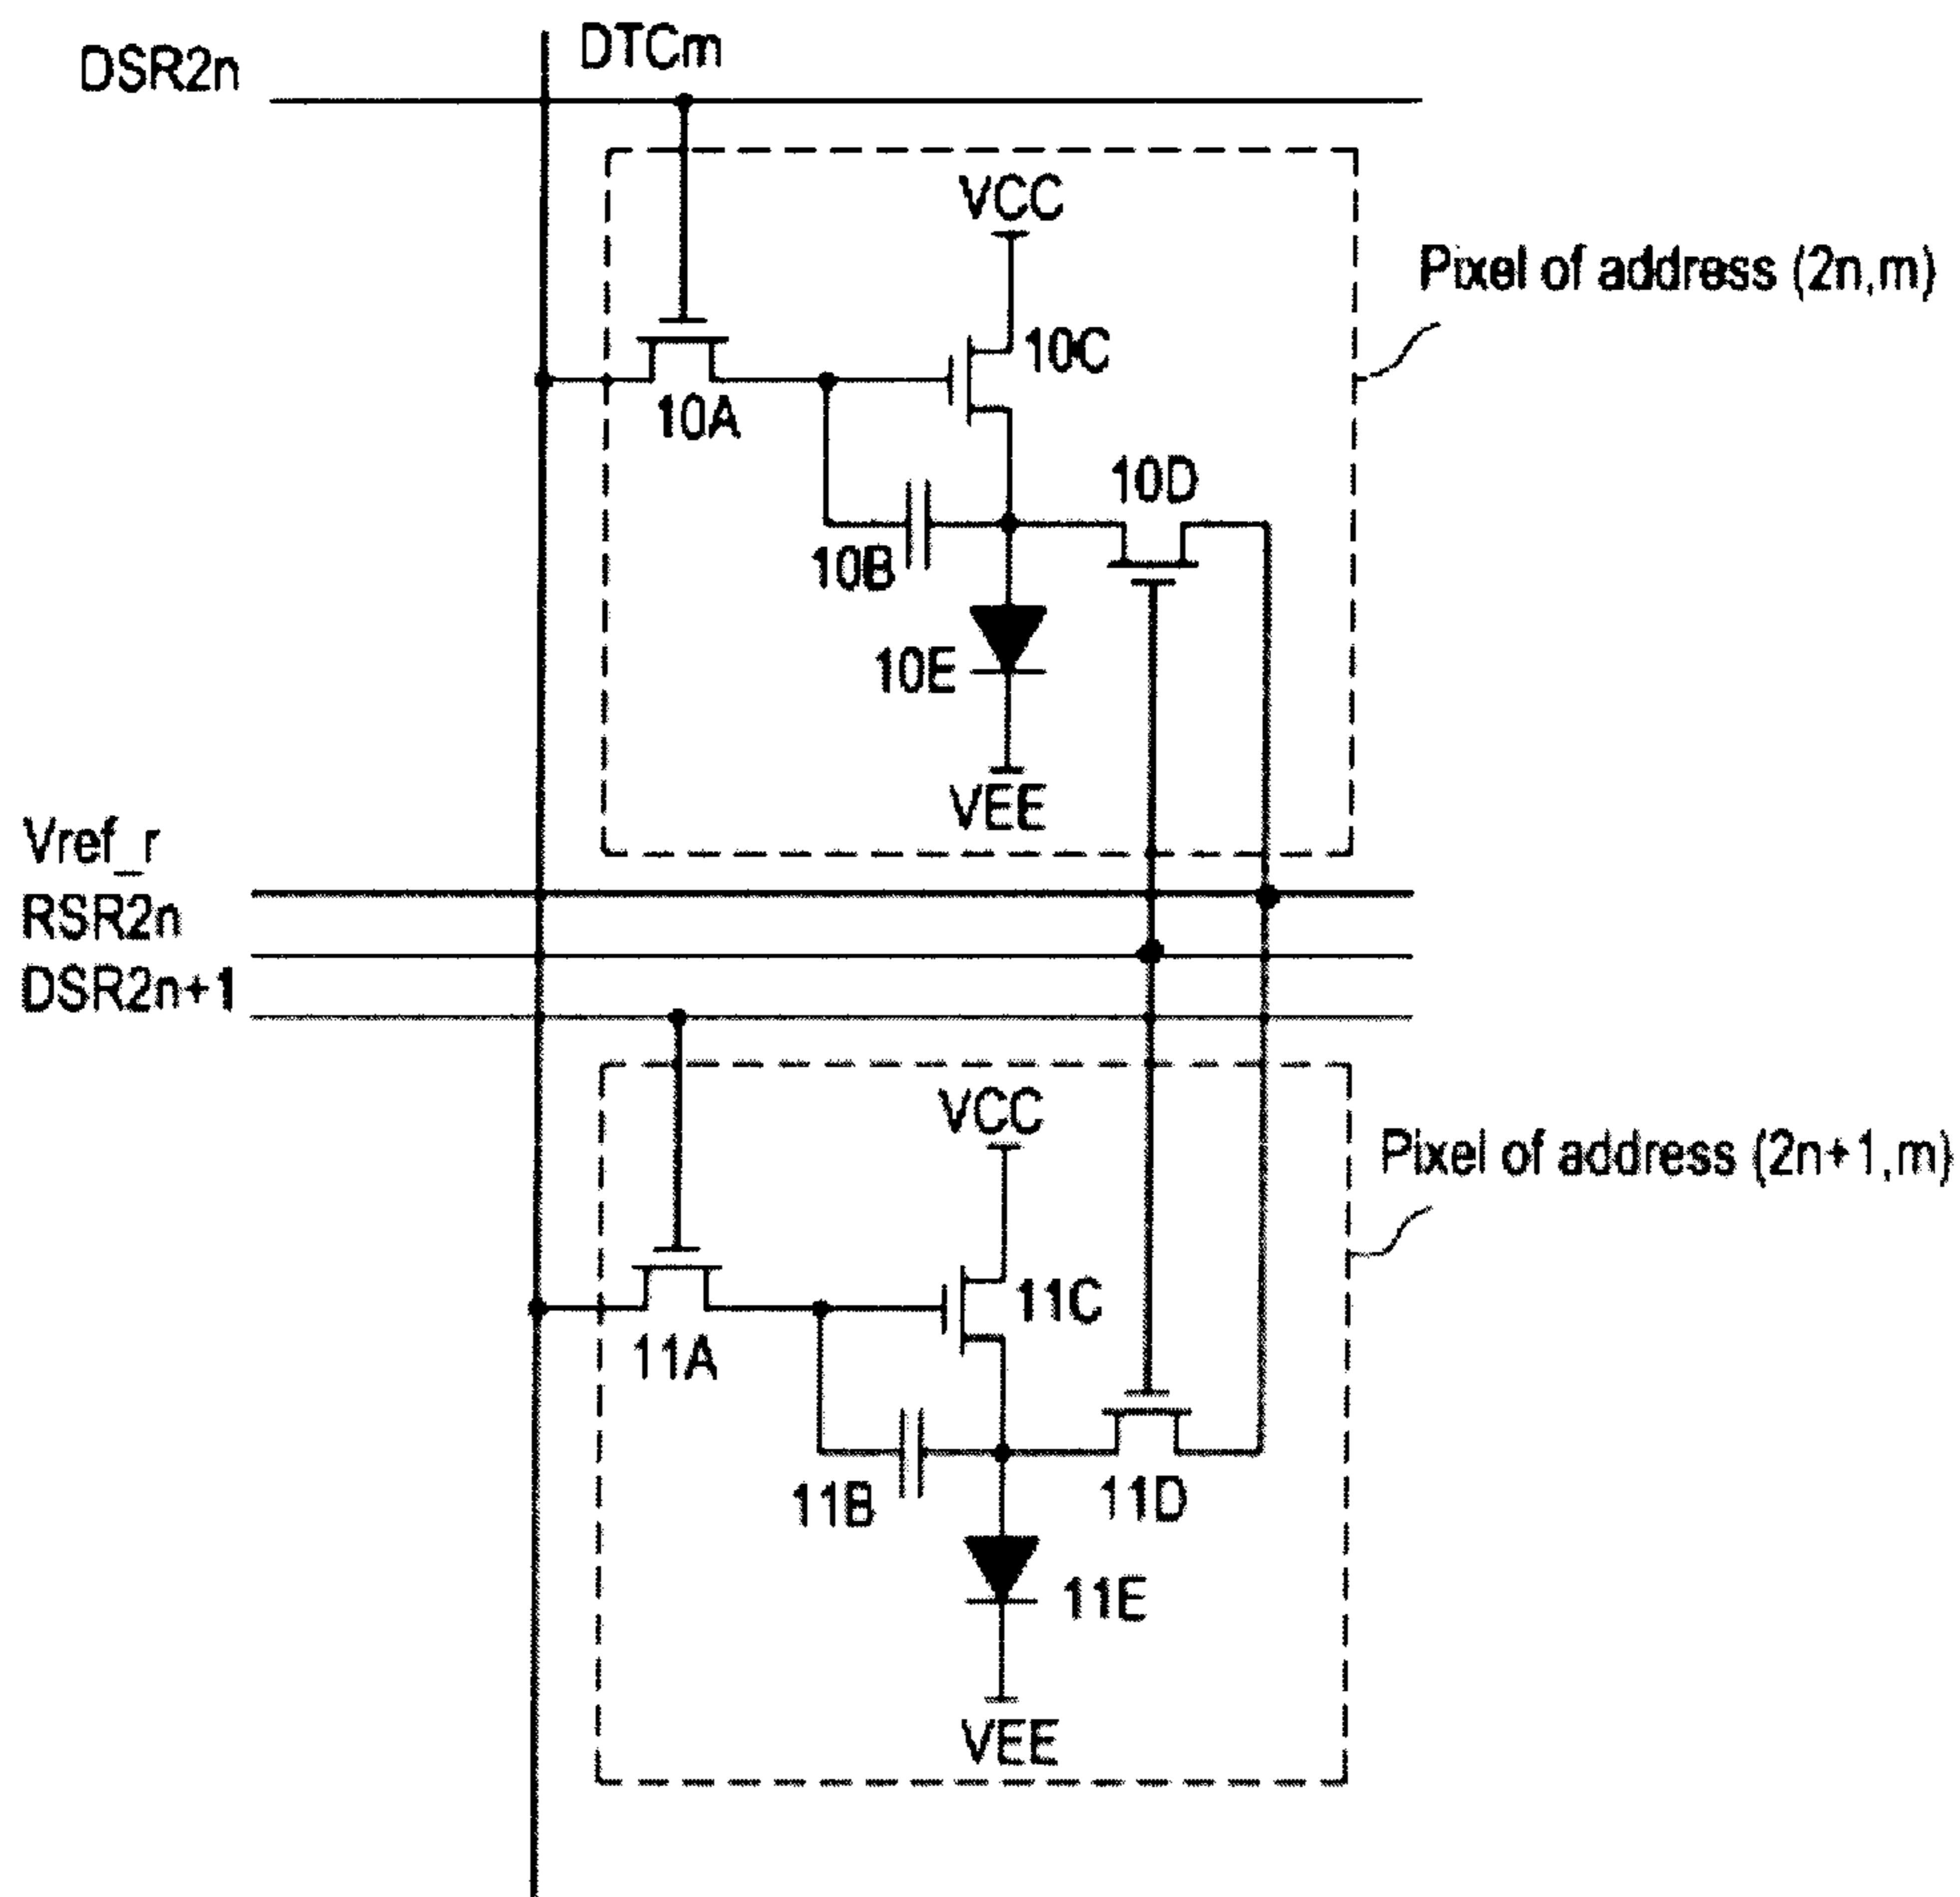 DTCm
DSR2n
VCC
Pixel of address (2n,m)
10C
10A
10D
10B
10E
VEE
Vref_r
RSR2n
DSR2n+1
VCC
Pixel of address (2n+1,m)
11C
11A
11D
11B
11E
VEE